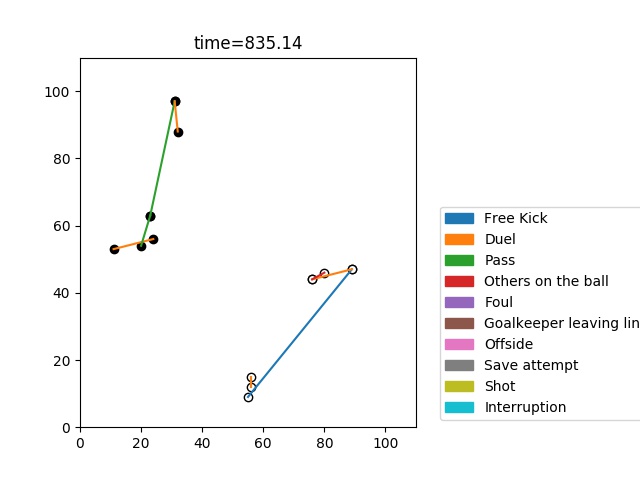 time=835.14
100
80
60
40
20
0
0 20 40 60 80 100
Free Kick
Duel
Pass
Others on the ball
Foul
Goalkeeper leaving lin
Offside
Save attempt
Shot
Interruption